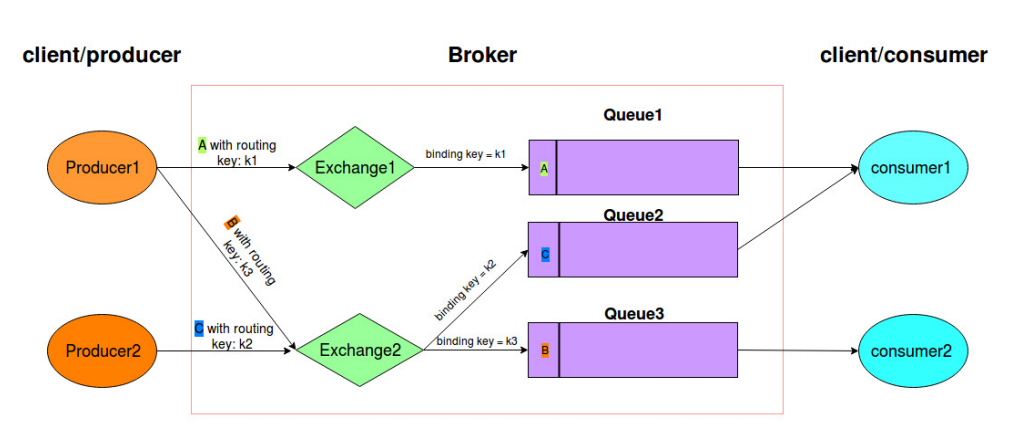 client/producer
Broker
client/consumer
Queue1
A with routing
key: k1
binding key = k1
Producer1
Exchange1
A
consumer1
Queue2
B with routing
key: k3
C
binding key = k2
Queue3
C with routing
key: k2
binding key = k3
Producer2
Exchange2
B
consumer2